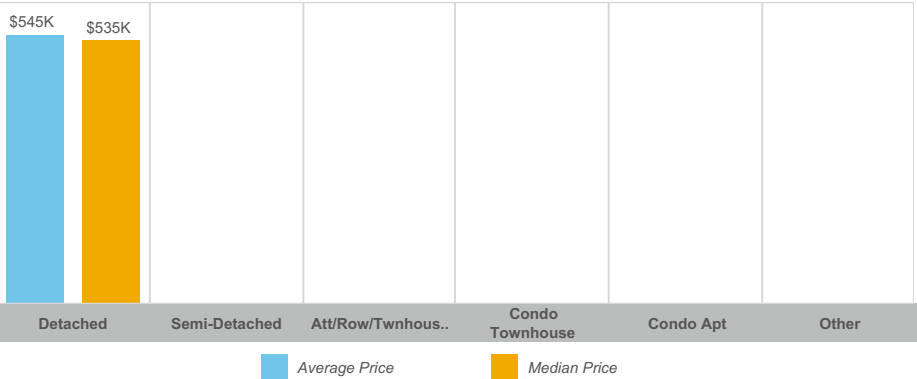 $545K
$535K
Detached
Semi-Detached
Att/Row/Twnhous..
Condo
Townhouse
Condo Apt
Other
Average Price
Median Price